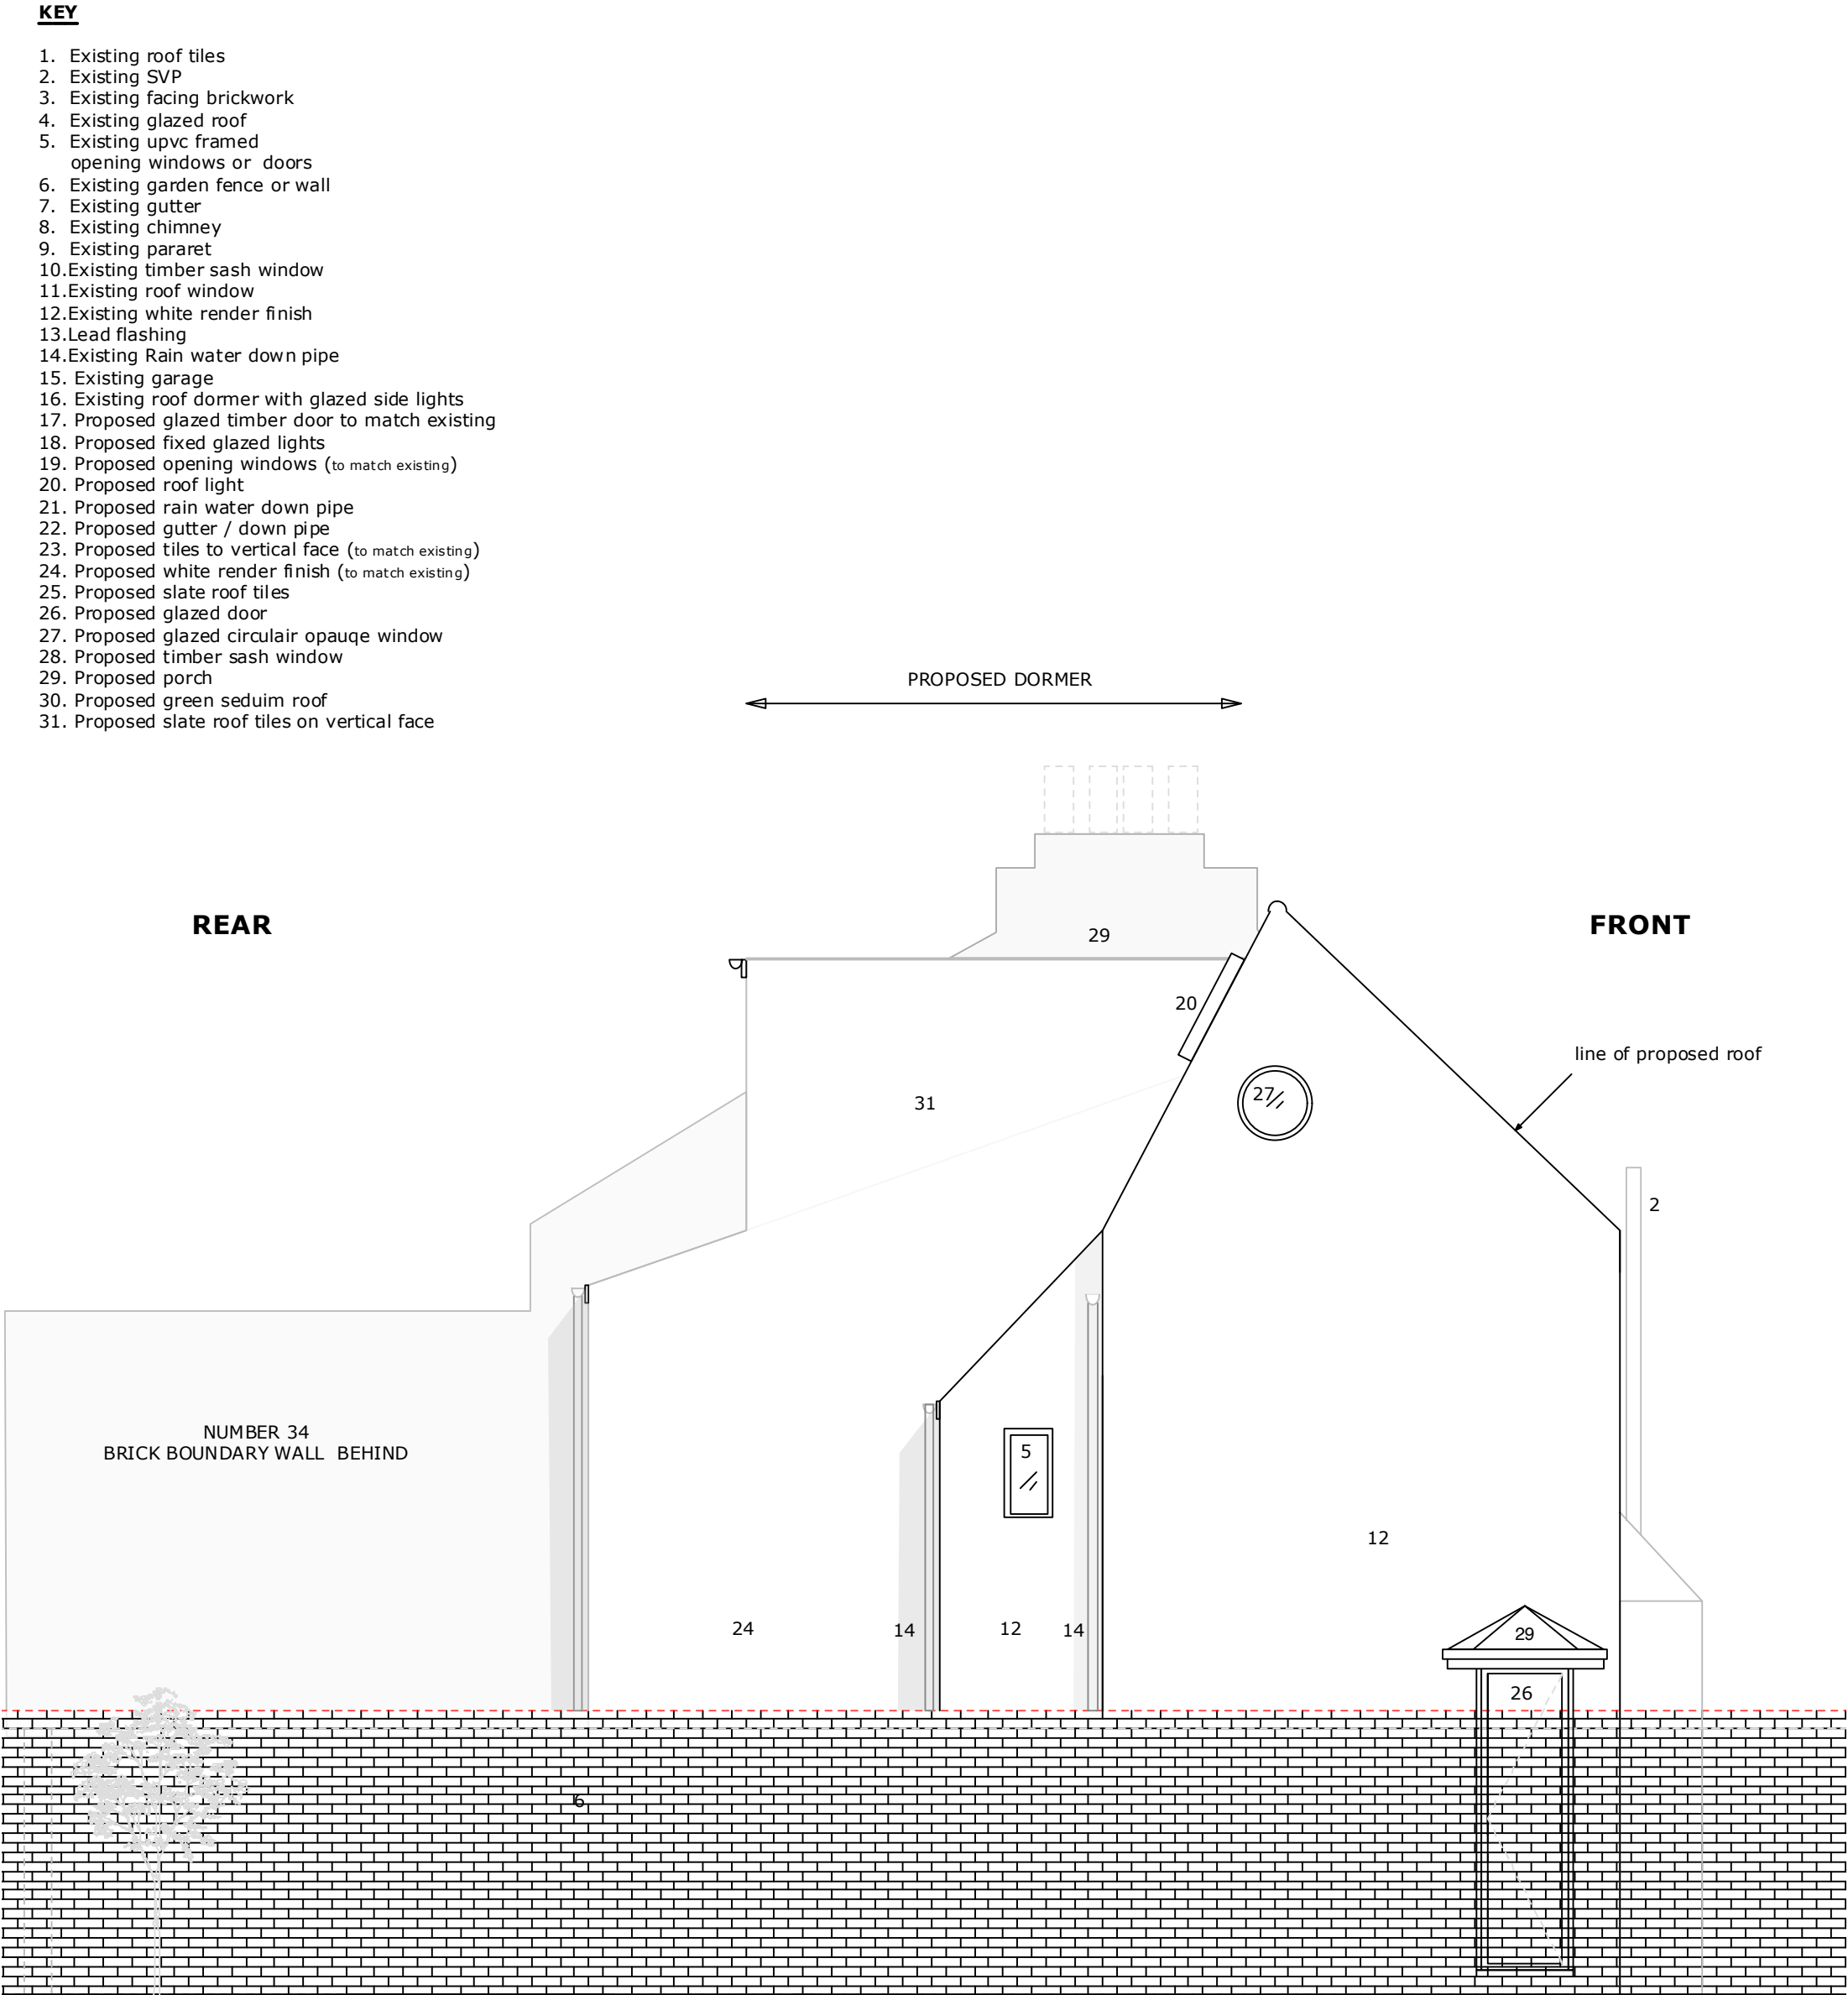 KEY
1. Existing roof tiles
2. Existing SVP
3. Existing facing brickwork
4. Existing glazed roof
5. Existing upvc framed
opening windows or doors
6. Existing garden fence or wall
7. Existing gutter
8. Existing chimney
9. Existing pararet
10.Existing timber sash window
11.Existing roof window
12.Existing white render finish
13.Lead flashing
14.Existing Rain water down pipe
15. Existing garage
16. Existing roof dormer with glazed side lights
17. Proposed glazed timber door to match existing
18. Proposed fixed glazed lights
19. Proposed opening windows (to match existing)
20. Proposed roof light
21. Proposed rain water down pipe
22. Proposed gutter / down pipe
23. Proposed tiles to vertical face (to match existing)
24. Proposed white render finish (to match existing)
25. Proposed slate roof tiles
26. Proposed glazed door
27. Proposed glazed circulair opauqe window
28. Proposed timber sash window
29. Proposed porch
30. Proposed green seduim roof
31. Proposed slate roof tiles on vertical face
PROPOSED DORMER
REAR
29
FRONT
20
line of proposed roof
31
27
2
NUMBER 34
BRICK BOUNDARY WALL BEHIND
5
12
24
14
12
14
29
26
6